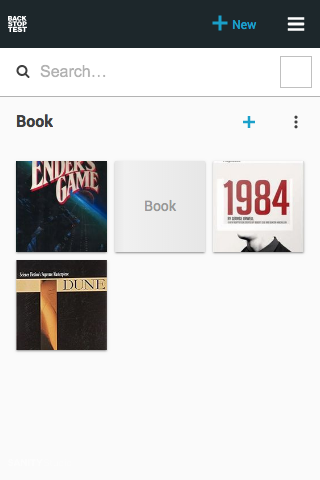 BACK
STOP
TEST
New
Search...
Book
ENDER'S
GAME
Book
1984
BY GEORGE ORWELL
Science Fiction's Supreme Masterpiece
DUNE